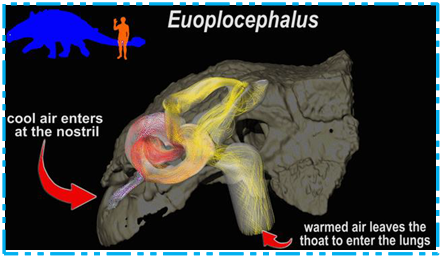 Euoplocephalus
cool air enters
at the nostril
warmed air leaves the
thoat to enter the lungs